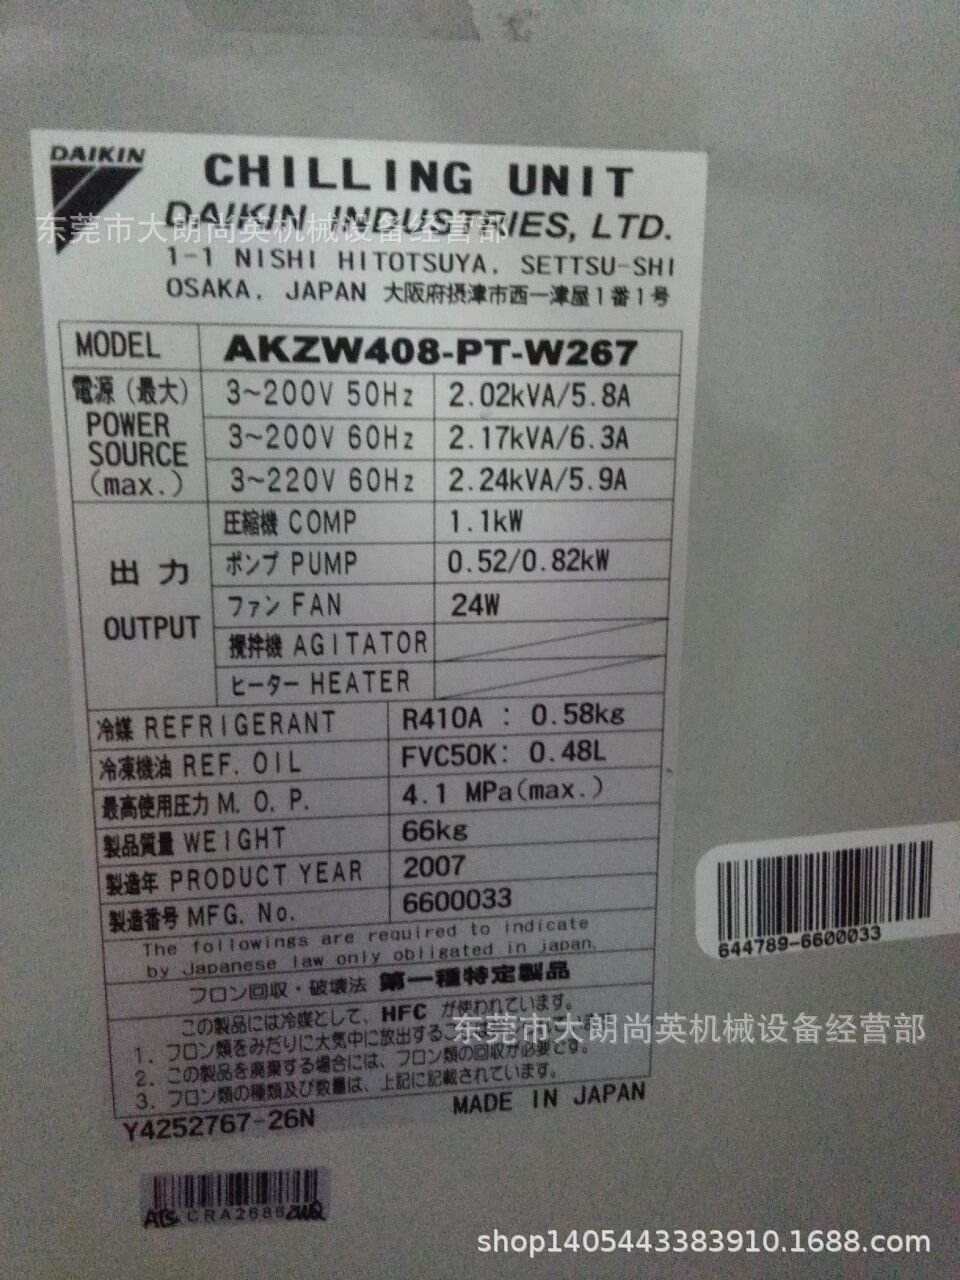 DAIKIN
CHILLING UNIT
DAIKIN INDUSTRIES, LTD.
东莞市大朗尚英机械设备经营部
1-1 NISHI HITOTSUYA, SETTSU-SHI
OSAKA, JAPAN 大阪府摂津市西一津屋1番1号
MODEL AKZW408-PT-W267
電源(最大) POWER SOURCE (max.)
3~200V 50Hz 2.02kVA/5.8A
3~200V 60Hz 2.17kVA/6.3A
3~220V 60Hz 2.24kVA/5.9A
出力 OUTPUT
圧縮機 COMP 1.1kW
ポンプ PUMP 0.52/0.82kW
ファン FAN 24W
攪拌機 AGITATOR
ヒーター HEATER
冷媒 REFRIGERANT R410A : 0.58kg
冷凍機油 REF. OIL FVC50K: 0.48L
最高使用圧力 M. O. P. 4.1 MPa(max.)
製品質量 WEIGHT 66kg
製造年 PRODUCT YEAR 2007
製造番号 MFG. No. 6600033
The followings are required to indicate
by Japanese law only obligated in japan.
フロン回収・破壊法 第一種特定製品
この製品には冷媒として、HFC が使われています。
1. フロン類をみだりに大気中に放出するこ
东莞市大朗尚英机械设备经营部
2. この製品を廃棄する場合には、フロン類の回収が必要です。
3. フロン類の種類及び数量は、上記に記載されています。
Y4252767-26N MADE IN JAPAN
644789-6600033
CRA2686
shop1405443383910.1688.com